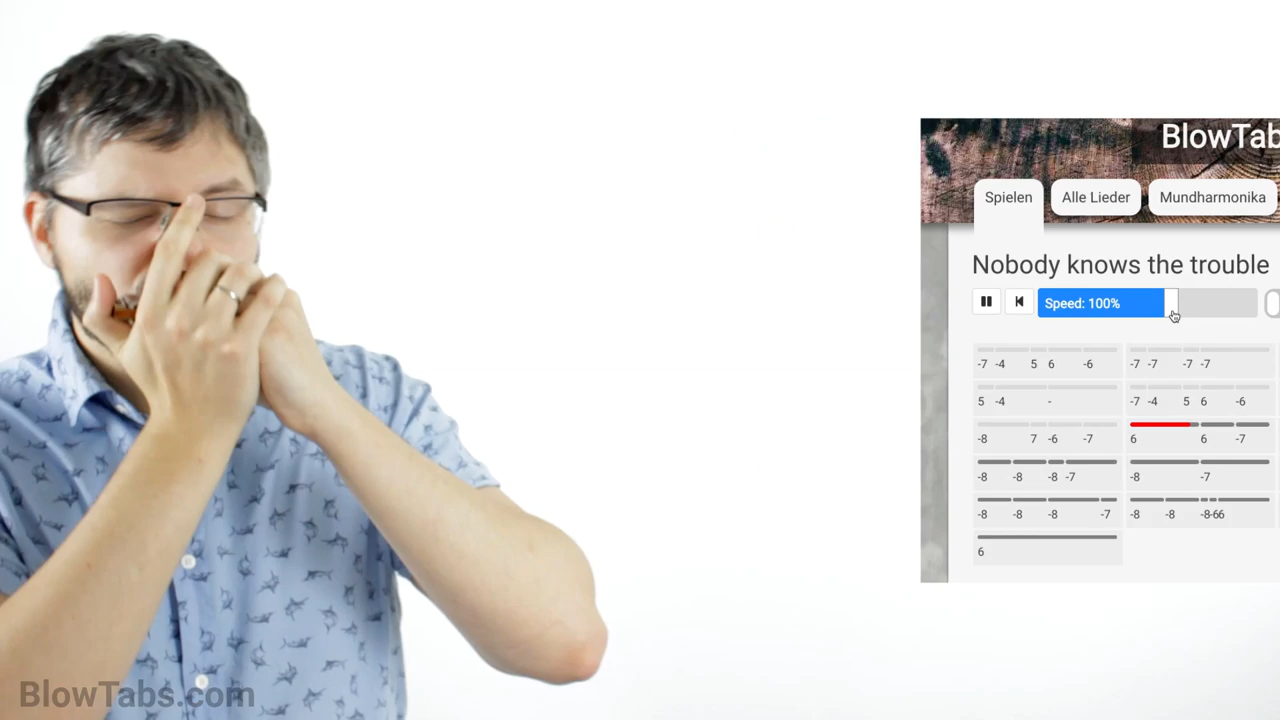 BlowTab
Spielen Alle Lieder Mundharmonika
Nobody knows the trouble
Speed: 100%
-7 -4 5 6 -6 -7 -7 -7 -7
5 -4 - -7 -4 5 6 -6
-8 7 -6 -7 6 6 -7
-8 -8 -8 -7 -8 -7
-8 -8 -8 -7 -8 -8 -8-66
6
BlowTabs.com